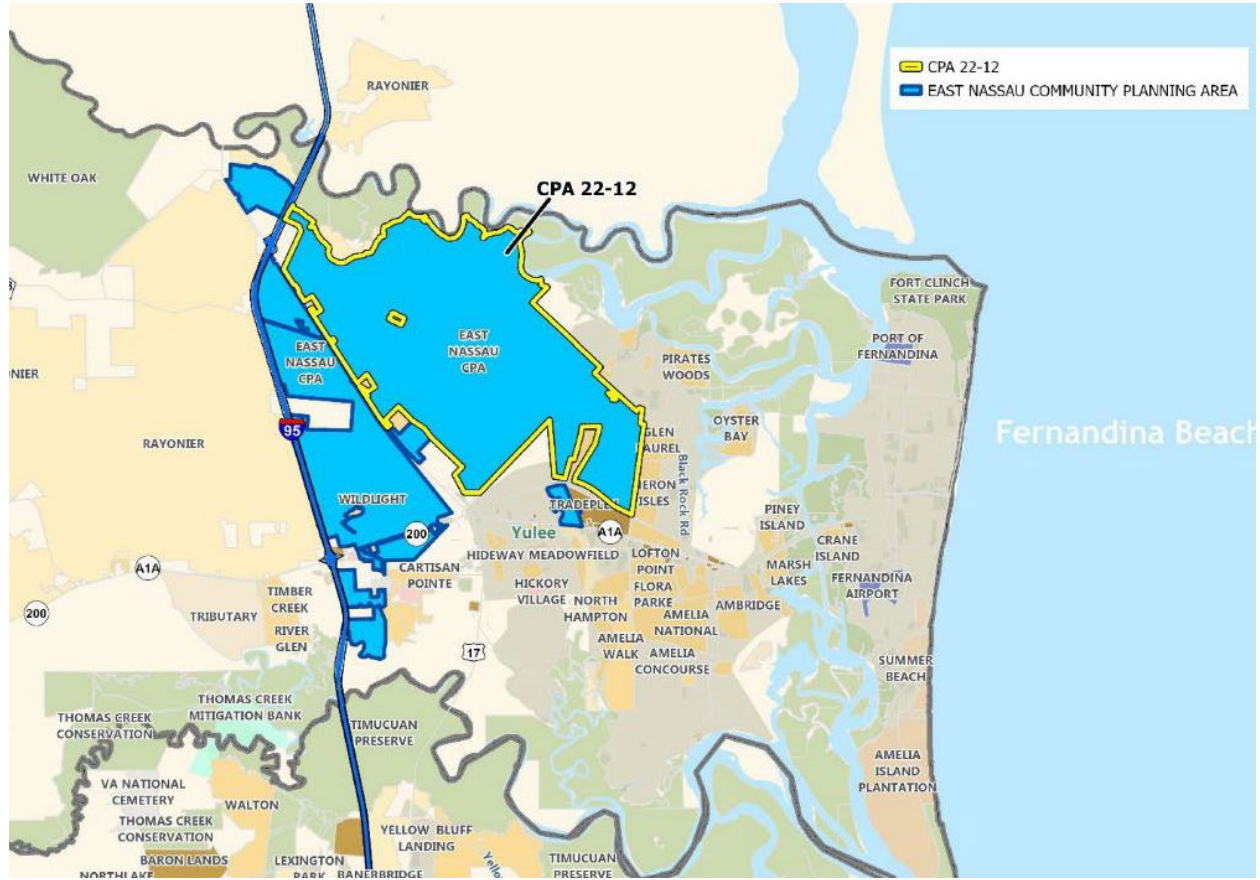 CPA 22-12
EAST NASSAU COMMUNITY PLANNING AREA
RAYONIER
WHITE OAK
CPA 22-12
FORT CLINCH
STATE PARK
PORT OF
FERNANDINA
EAST
NASSAU
CPA
EAST
NASSAU
CPA
PIRATES
WOODS
NIER
RAYONIER
95
OYSTER
BAY
Fernandina Beach
GLEN
AUREL
Black Rock Rd
WILDLIGHT
HERON
ISLES
TRADEPLEX
PINEY
ISLAND
200
Yulee
A1A
CRANE
ISLAND
HIDEWAY
MEADOWFIELD
LOFTON
POINT
A1A
CARTISAN
POINTE
MARSH
LAKES
FERNANDINA
AIRPORT
TIMBER
CREEK
HICKORY
VILLAGE
FLORA
PARKE
200
TRIBUTARY
NORTH
HAMPTON
AMBRIDGE
RIVER
GLEN
AMELIA
NATIONAL
AMELIA
WALK
17
AMELIA
CONCOURSE
SUMMER
BEACH
THOMAS CREEK
MITIGATION BANK
THOMAS CREEK
CONSERVATION
TIMUCUAN
PRESERVE
AMELIA
ISLAND
PLANTATION
VA NATIONAL
CEMETERY
WALTON
THOMAS CREEK
CONSERVATION
YELLOW BLUFF
LANDING
BARON LANDS
LEXINGTON
PARK
BANERBRIDGE
TIMUCUAN
PRESERVE
NORTHLAKE